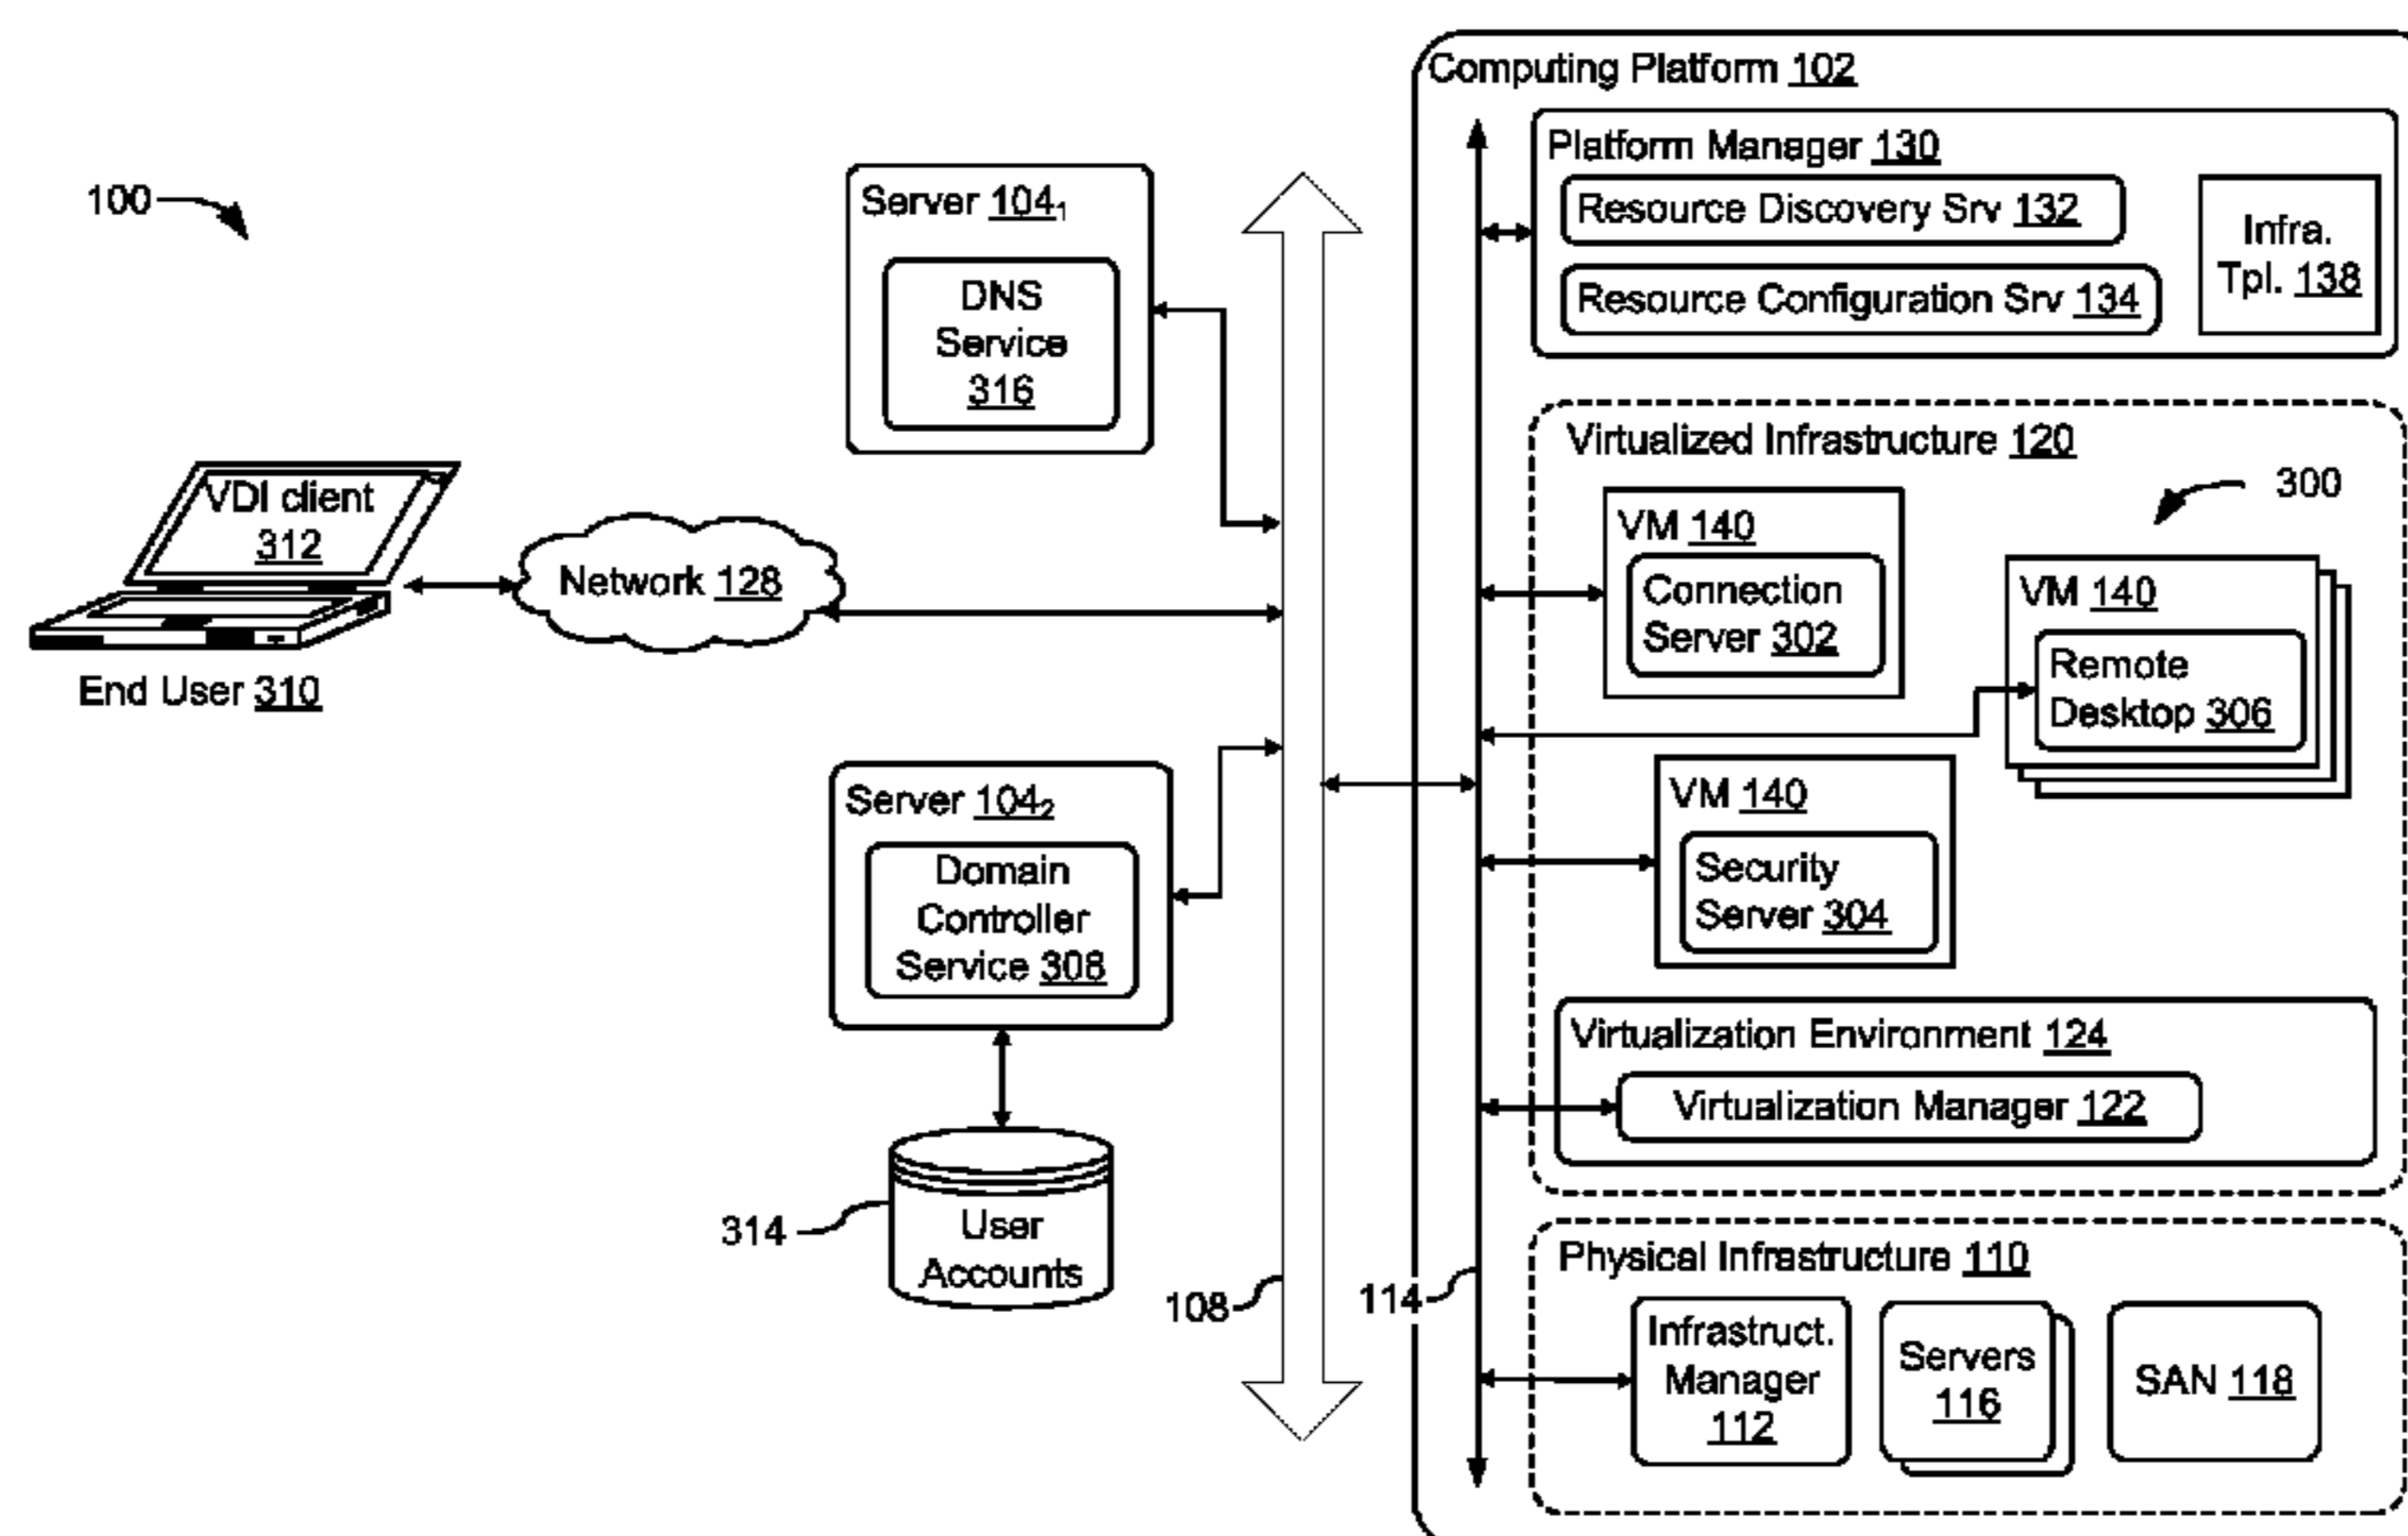 100
Server 104₁
DNS
Service
316
VDI client
312
Network 128
End User 310
Server 104₂
Domain
Controller
Service 308
314
User
Accounts
108
114
Computing Platform 102
Platform Manager 130
Resource Discovery Srv 132
Resource Configuration Srv 134
Infra.
Tpl. 138
Virtualized Infrastructure 120
300
VM 140
Connection
Server 302
VM 140
Remote
Desktop 306
VM 140
Security
Server 304
Virtualization Environment 124
Virtualization Manager 122
Physical Infrastructure 110
Infrastruct.
Manager
112
Servers
116
SAN 118